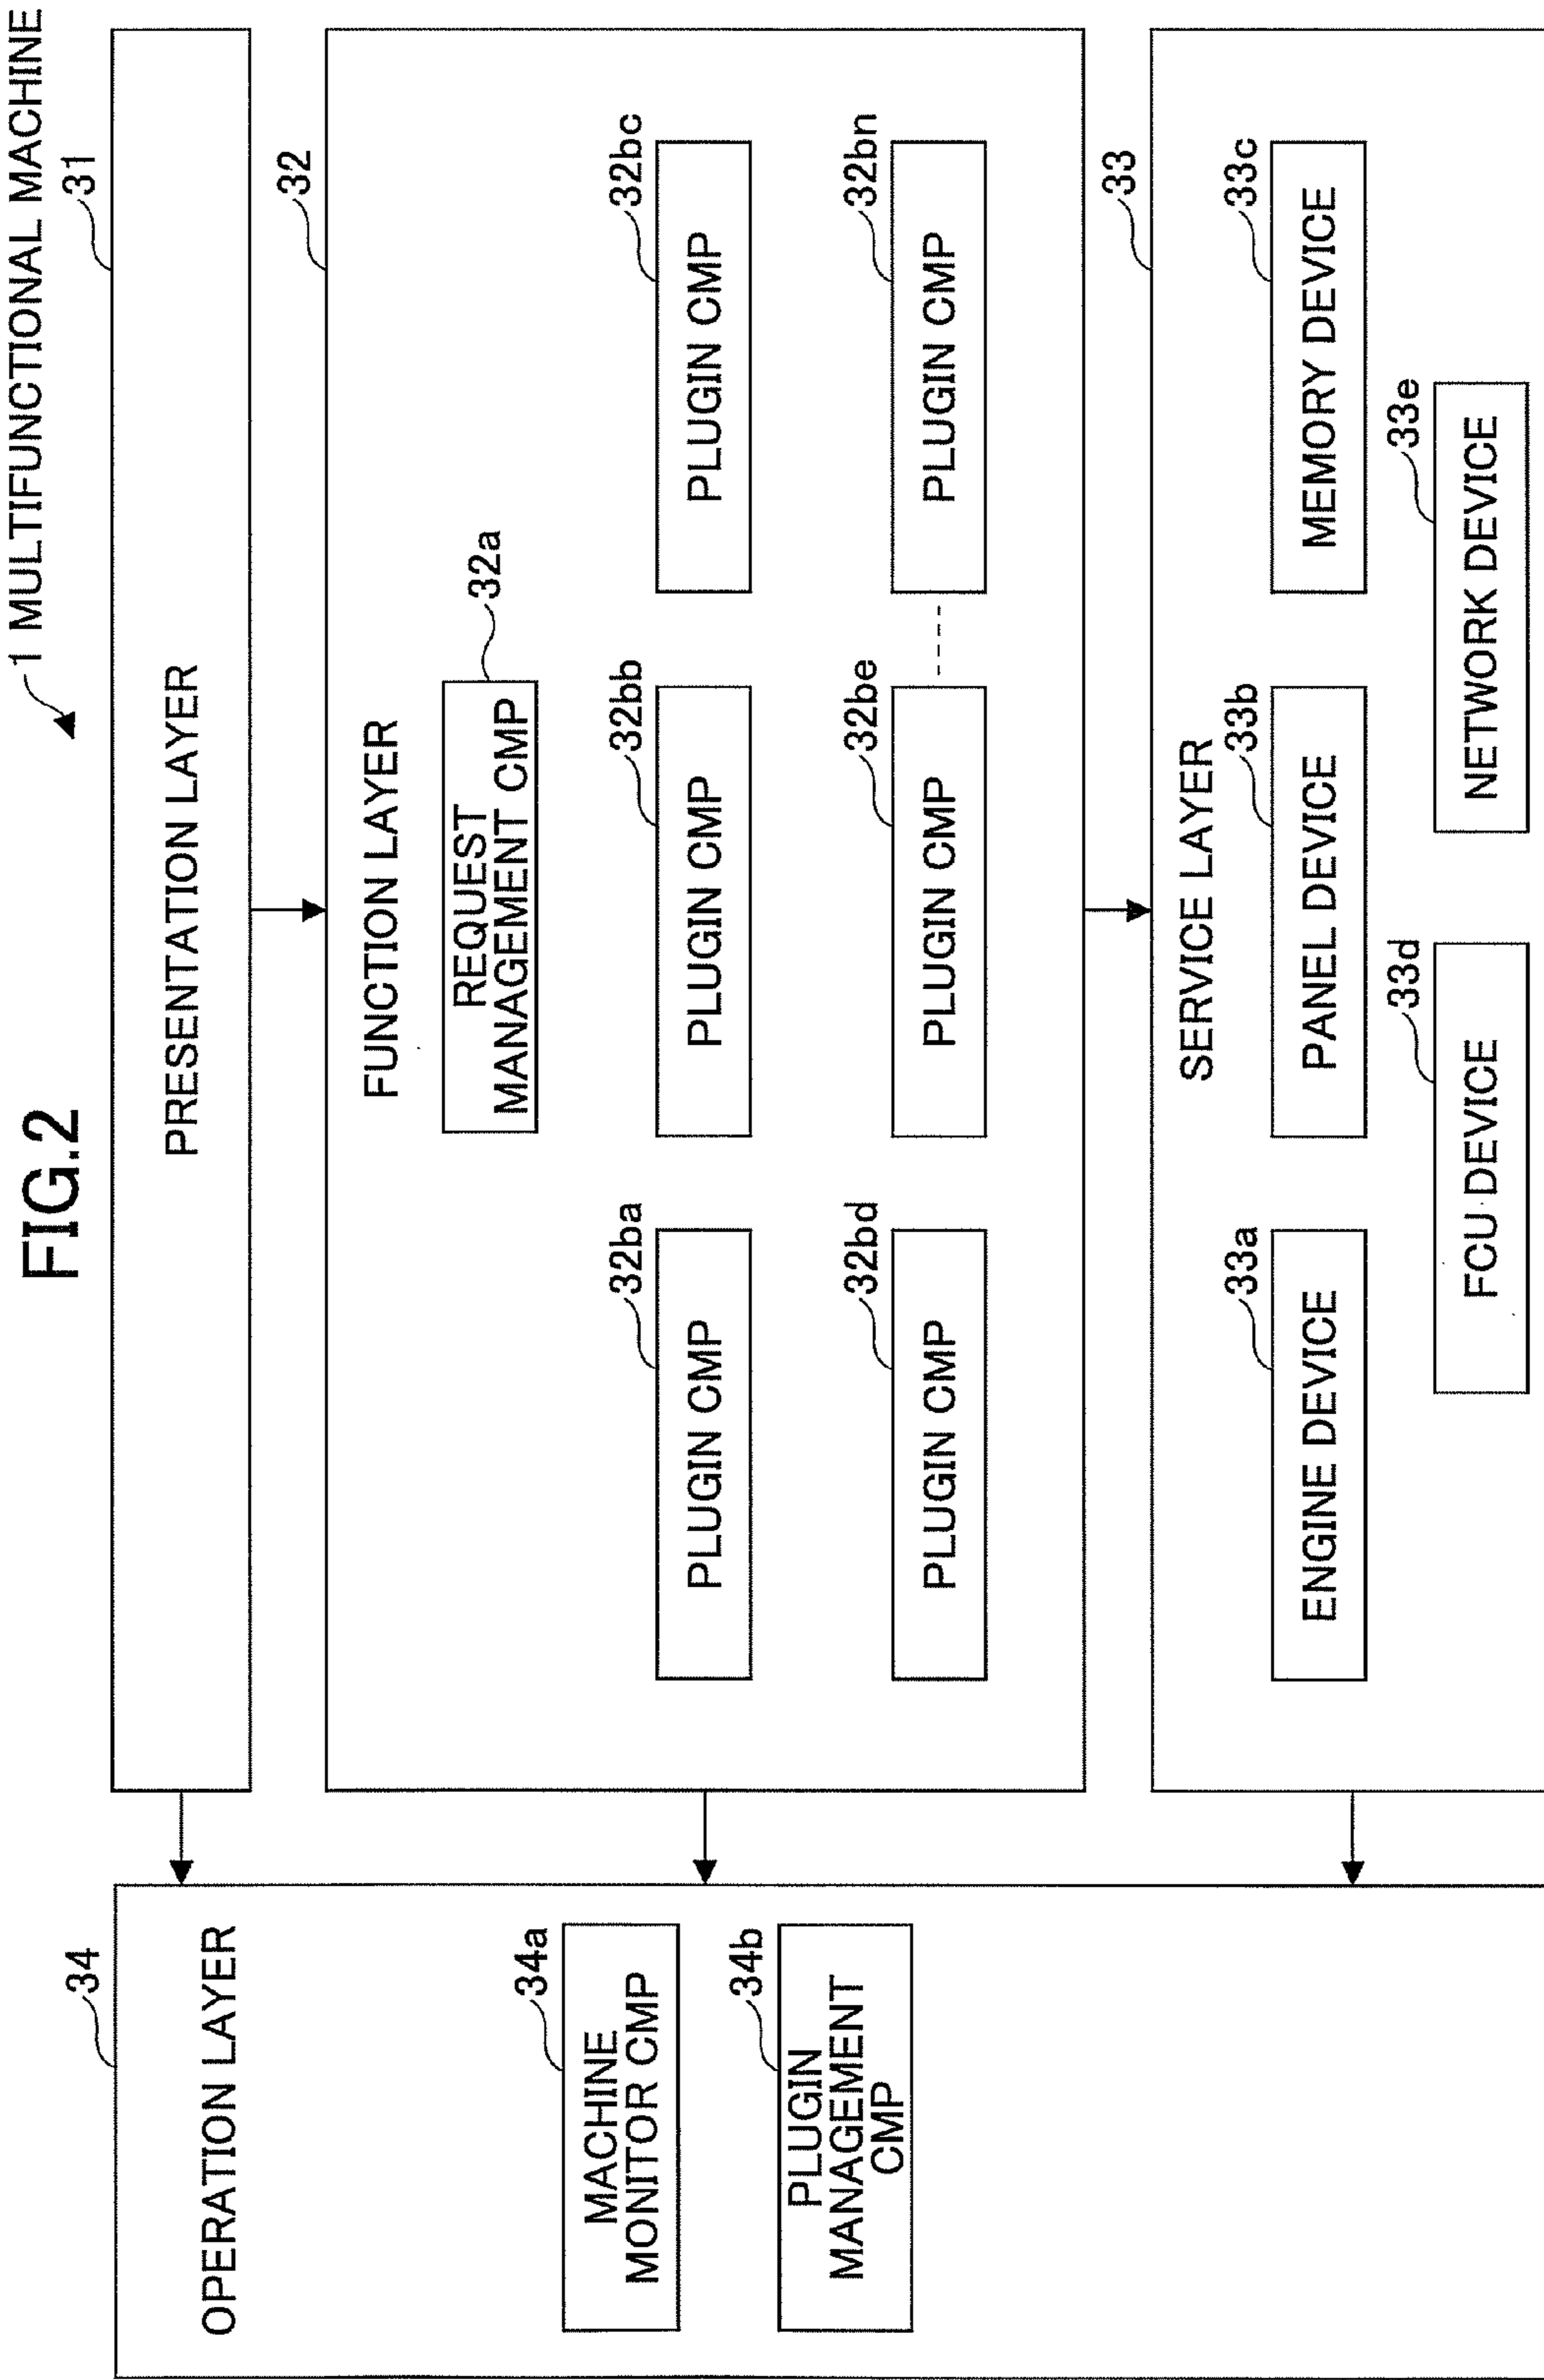 FIG.2
1 MULTIFUNCTIONAL MACHINE
34
OPERATION LAYER
34a
MACHINE
MONITOR CMP
34b
PLUGIN
MANAGEMENT
CMP
31
PRESENTATION LAYER
32
FUNCTION LAYER
32a
REQUEST
MANAGEMENT CMP
32ba
PLUGIN CMP
32bb
PLUGIN CMP
32bc
PLUGIN CMP
32bd
PLUGIN CMP
32be
PLUGIN CMP
32bn
PLUGIN CMP
33
SERVICE LAYER
33a
ENGINE DEVICE
33b
PANEL DEVICE
33c
MEMORY DEVICE
33d
FCU DEVICE
33e
NETWORK DEVICE